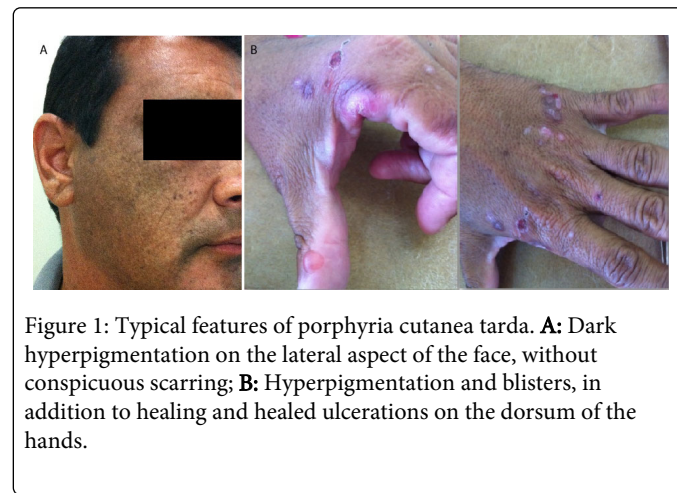 A
B
Figure 1: Typical features of porphyria cutanea tarda. A: Dark
hyperpigmentation on the lateral aspect of the face, without
conspicuous scarring; B: Hyperpigmentation and blisters, in
addition to healing and healed ulcerations on the dorsum of the
hands.